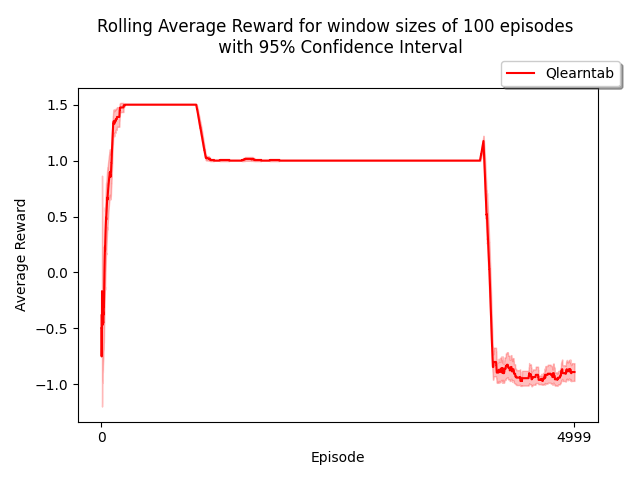 Rolling Average Reward for window sizes of 100 episodes
with 95% Confidence Interval
Qlearntab
1.5
1.0
0.5
0.0
−0.5
−1.0
Average Reward
0
4999
Episode